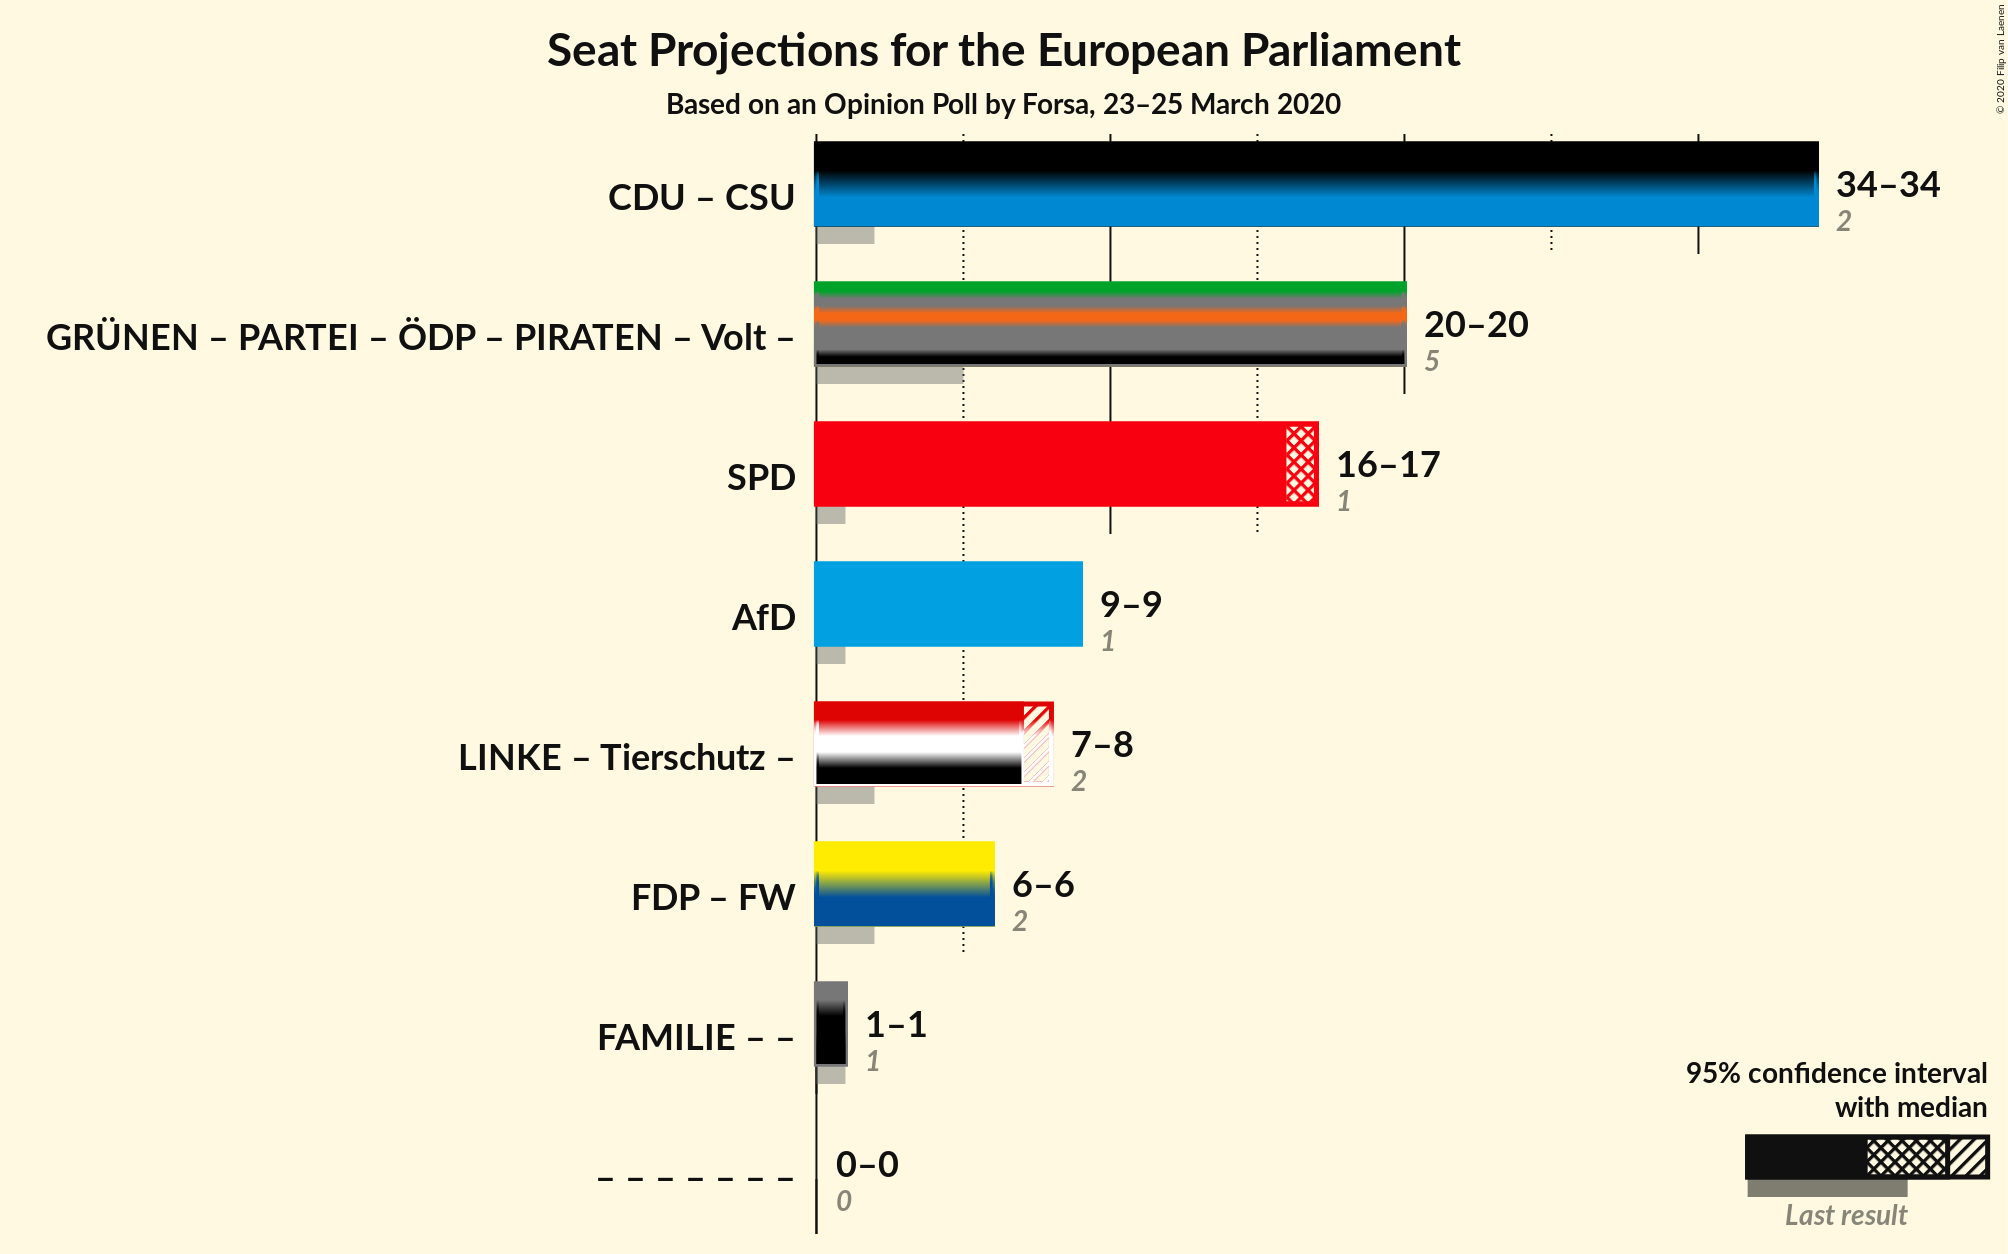 Seat Projections for the European Parliament
Based on an Opinion Poll by Forsa, 23–25 March 2020
© 2020 Filip van Laenen
CDU – CSU
34–34
2
GRÜNEN – PARTEI – ÖDP – PIRATEN – Volt –
20–20
5
SPD
16–17
1
AfD
9–9
1
LINKE – Tierschutz –
7–8
2
FDP – FW
6–6
2
FAMILIE – –
1–1
1
– – – – – – –
0–0
0
95% confidence interval
with median
Last result